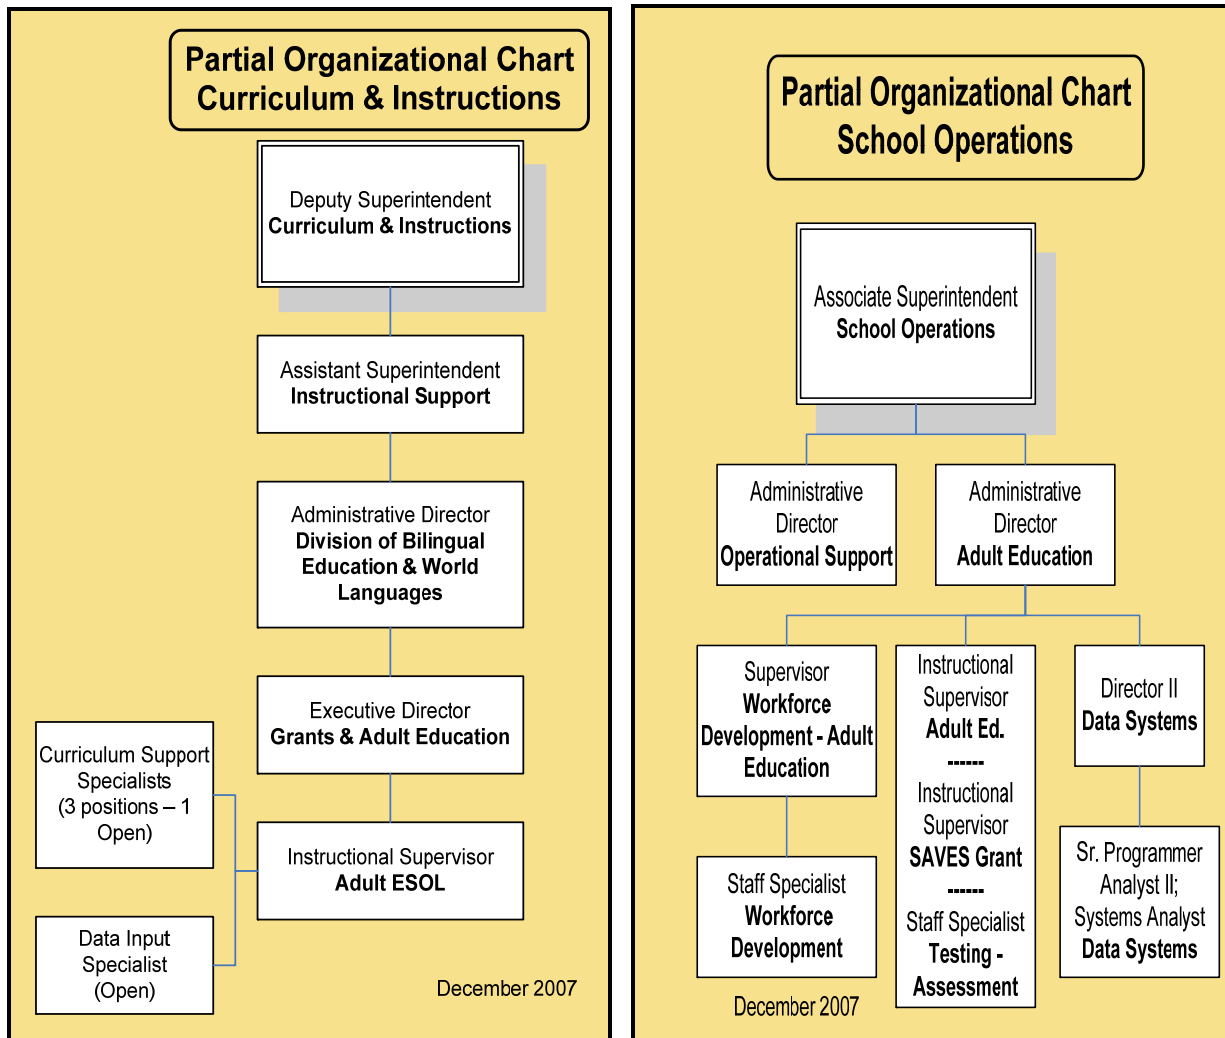 Partial Organizational Chart
Curriculum & Instructions
Deputy Superintendent
Curriculum & Instructions
Assistant Superintendent
Instructional Support
Administrative Director
Division of Bilingual
Education & World
Languages
Executive Director
Grants & Adult Education
Curriculum Support
Specialists
(3 positions – 1
Open)
Instructional Supervisor
Adult ESOL
Data Input
Specialist
(Open)
December 2007
Partial Organizational Chart
School Operations
Associate Superintendent
School Operations
Administrative
Director
Operational Support
Administrative
Director
Adult Education
Supervisor
Workforce
Development - Adult
Education
Instructional
Supervisor
Adult Ed.
------
Instructional
Supervisor
SAVES Grant
------
Staff Specialist
Testing -
Assessment
Director II
Data Systems
Staff Specialist
Workforce
Development
Sr. Programmer
Analyst II;
Systems Analyst
Data Systems
December 2007